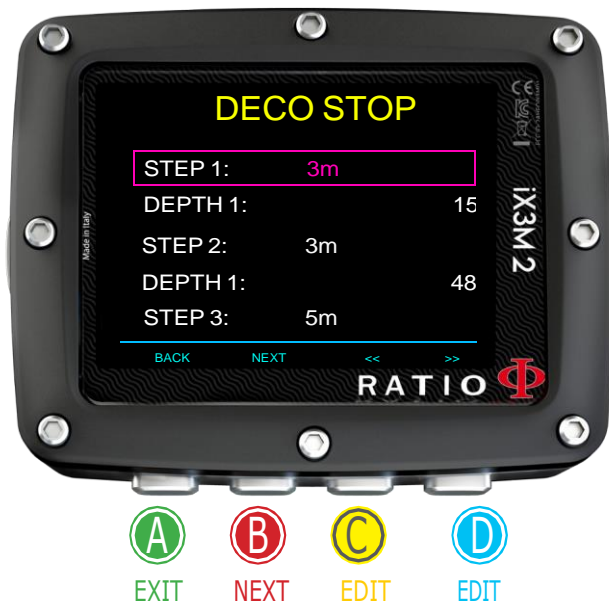 DECO STOP
STEP 1: 3m
DEPTH 1: 15
STEP 2: 3m
DEPTH 1: 48
STEP 3: 5m
BACK NEXT << >>
RATIO
Made in Italy
iX3M 2
A B C D
EXIT NEXT EDIT EDIT